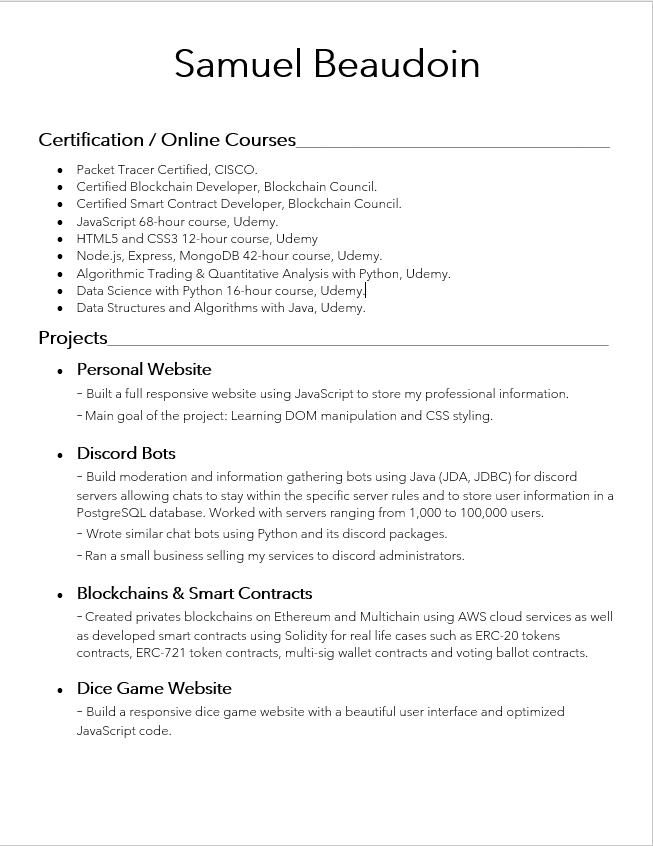 Samuel Beaudoin
Certification / Online Courses
• Packet Tracer Certified, CISCO.
• Certified Blockchain Developer, Blockchain Council.
• Certified Smart Contract Developer, Blockchain Council.
• JavaScript 68-hour course, Udemy.
• HTML5 and CSS3 12-hour course, Udemy
• Node.js, Express, MongoDB 42-hour course, Udemy.
• Algorithmic Trading & Quantitative Analysis with Python, Udemy.
• Data Science with Python 16-hour course, Udemy.
• Data Structures and Algorithms with Java, Udemy.
Projects
• Personal Website
– Built a full responsive website using JavaScript to store my professional information.
– Main goal of the project: Learning DOM manipulation and CSS styling.
• Discord Bots
– Build moderation and information gathering bots using Java (JDA, JDBC) for discord
servers allowing chats to stay within the specific server rules and to store user information in a
PostgreSQL database. Worked with servers ranging from 1,000 to 100,000 users.
– Wrote similar chat bots using Python and its discord packages.
– Ran a small business selling my services to discord administrators.
• Blockchains & Smart Contracts
– Created privates blockchains on Ethereum and Multichain using AWS cloud services as well
as developed smart contracts using Solidity for real life cases such as ERC-20 tokens
contracts, ERC-721 token contracts, multi-sig wallet contracts and voting ballot contracts.
• Dice Game Website
– Build a responsive dice game website with a beautiful user interface and optimized
JavaScript code.